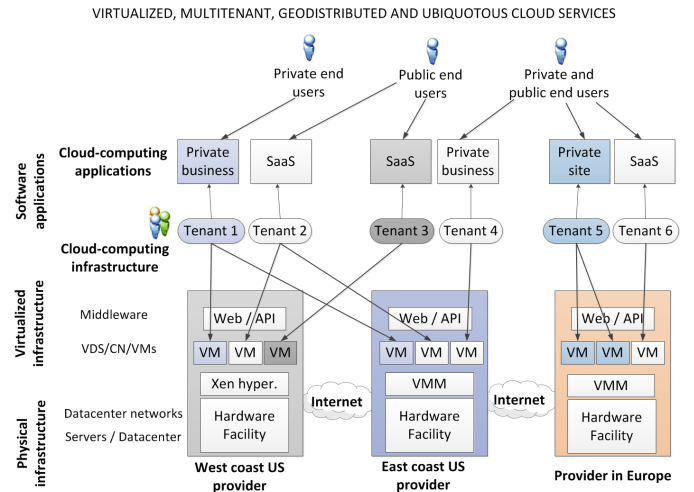 VIRTUALIZED, MULTITENANT, GEODISTRIBUTED AND UBIQUOTOUS CLOUD SERVICES
Private end
users
Public end
users
Private and
public end users
Software
applications
Cloud-computing
applications
Private
business
SaaS
SaaS
Private
business
Private
site
SaaS
Tenant 1
Tenant 2
Tenant 3
Tenant 4
Tenant 5
Tenant 6
Cloud-computing
infrastructure
Virtualized
infrastructure
Middleware
Web / API
Web / API
Web / API
VDS/CN/VMs
VM
VM
VM
VM
VM
VM
VM
VM
VM
Xen hyper.
VMM
VMM
Internet
Internet
Physical
infrastructure
Datacenter networks
Servers / Datacenter
Hardware
Facility
Hardware
Facility
Hardware
Facility
West coast US
provider
East coast US
provider
Provider in Europe